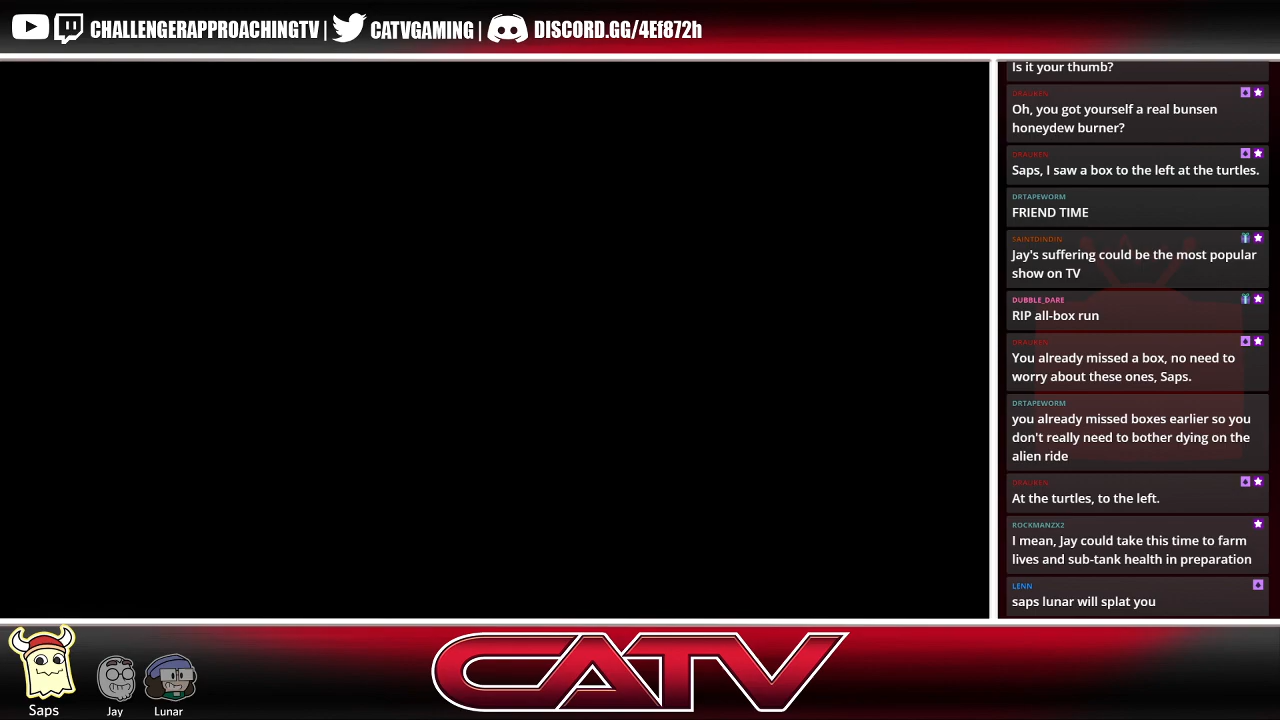 CHALLENGERAPPROACHINGTV | CATVGAMING | DISCORD.GG/4Ef872h
Is it your thumb?
DRAUKEN
Oh, you got yourself a real bunsen
honeydew burner?
DRAUKEN
Saps, I saw a box to the left at the turtles.
DRTAPEWORM
FRIEND TIME
SAINTDINDIN
Jay's suffering could be the most popular
show on TV
DUBBLE_DARE
RIP all-box run
DRAUKEN
You already missed a box, no need to
worry about these ones, Saps.
DRTAPEWORM
you already missed boxes earlier so you
don't really need to bother dying on the
alien ride
DRAUKEN
At the turtles, to the left.
ROCKMANZX2
I mean, Jay could take this time to farm
lives and sub-tank health in preparation
LENN
saps lunar will splat you
CATV
Saps
Jay
Lunar